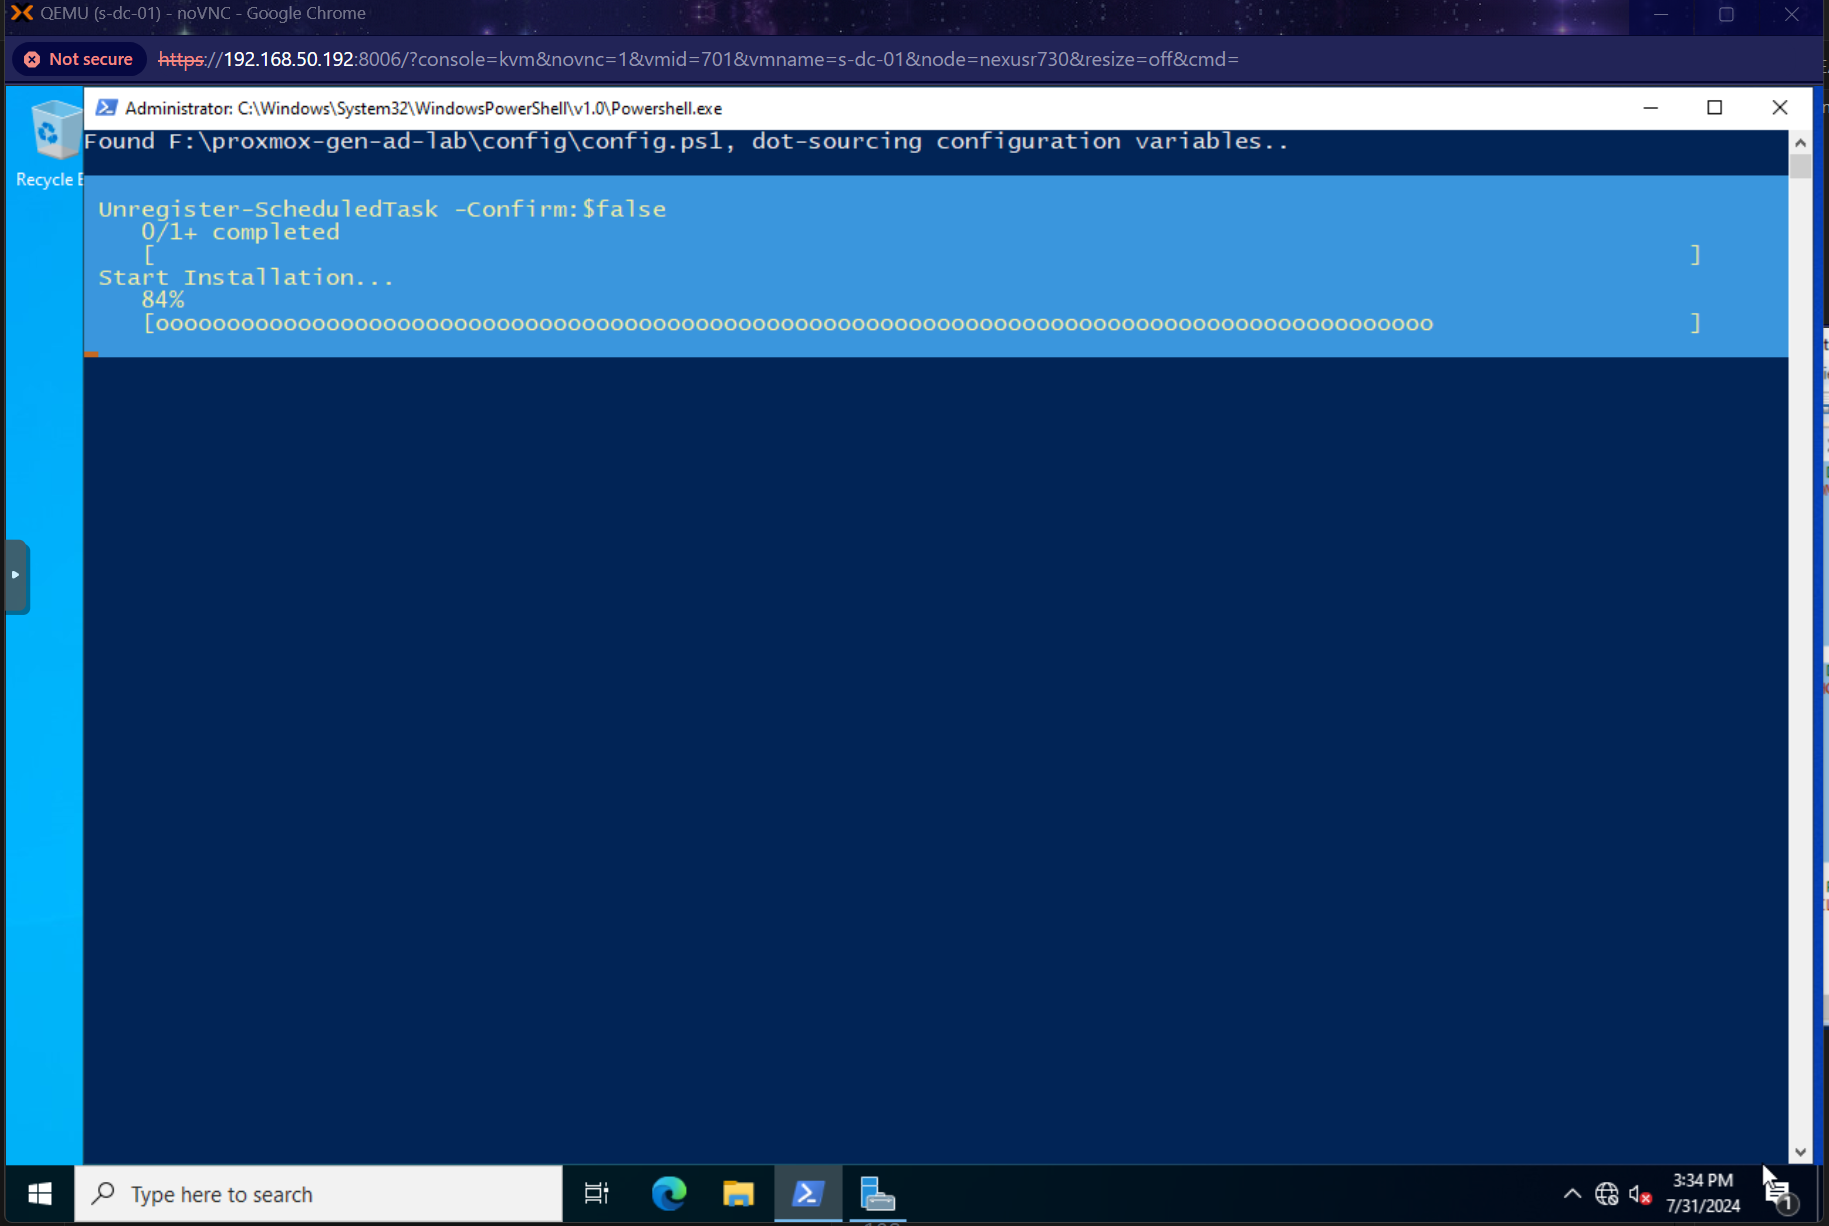 QEMU (s-dc-01) - noVNC - Google Chrome
Not secure
https://192.168.50.192:8006/?console=kvm&novnc=1&vmid=701&vmname=s-dc-01&node=nexusr730&resize=off&cmd=
Administrator: C:\Windows\System32\WindowsPowerShell\v1.0\Powershell.exe
Found F:\proxmox-gen-ad-lab\config\config.ps1, dot-sourcing configuration variables..
Recycle
Unregister-ScheduledTask -Confirm:$false
0/1+ completed
[ ]
Start Installation...
84%
[oooooooooooooooooooooooooooooooooooooooooooooooooooooooooooooooooooooooooooooooooooooooooo ]
Type here to search
3:34 PM
7/31/2024
1